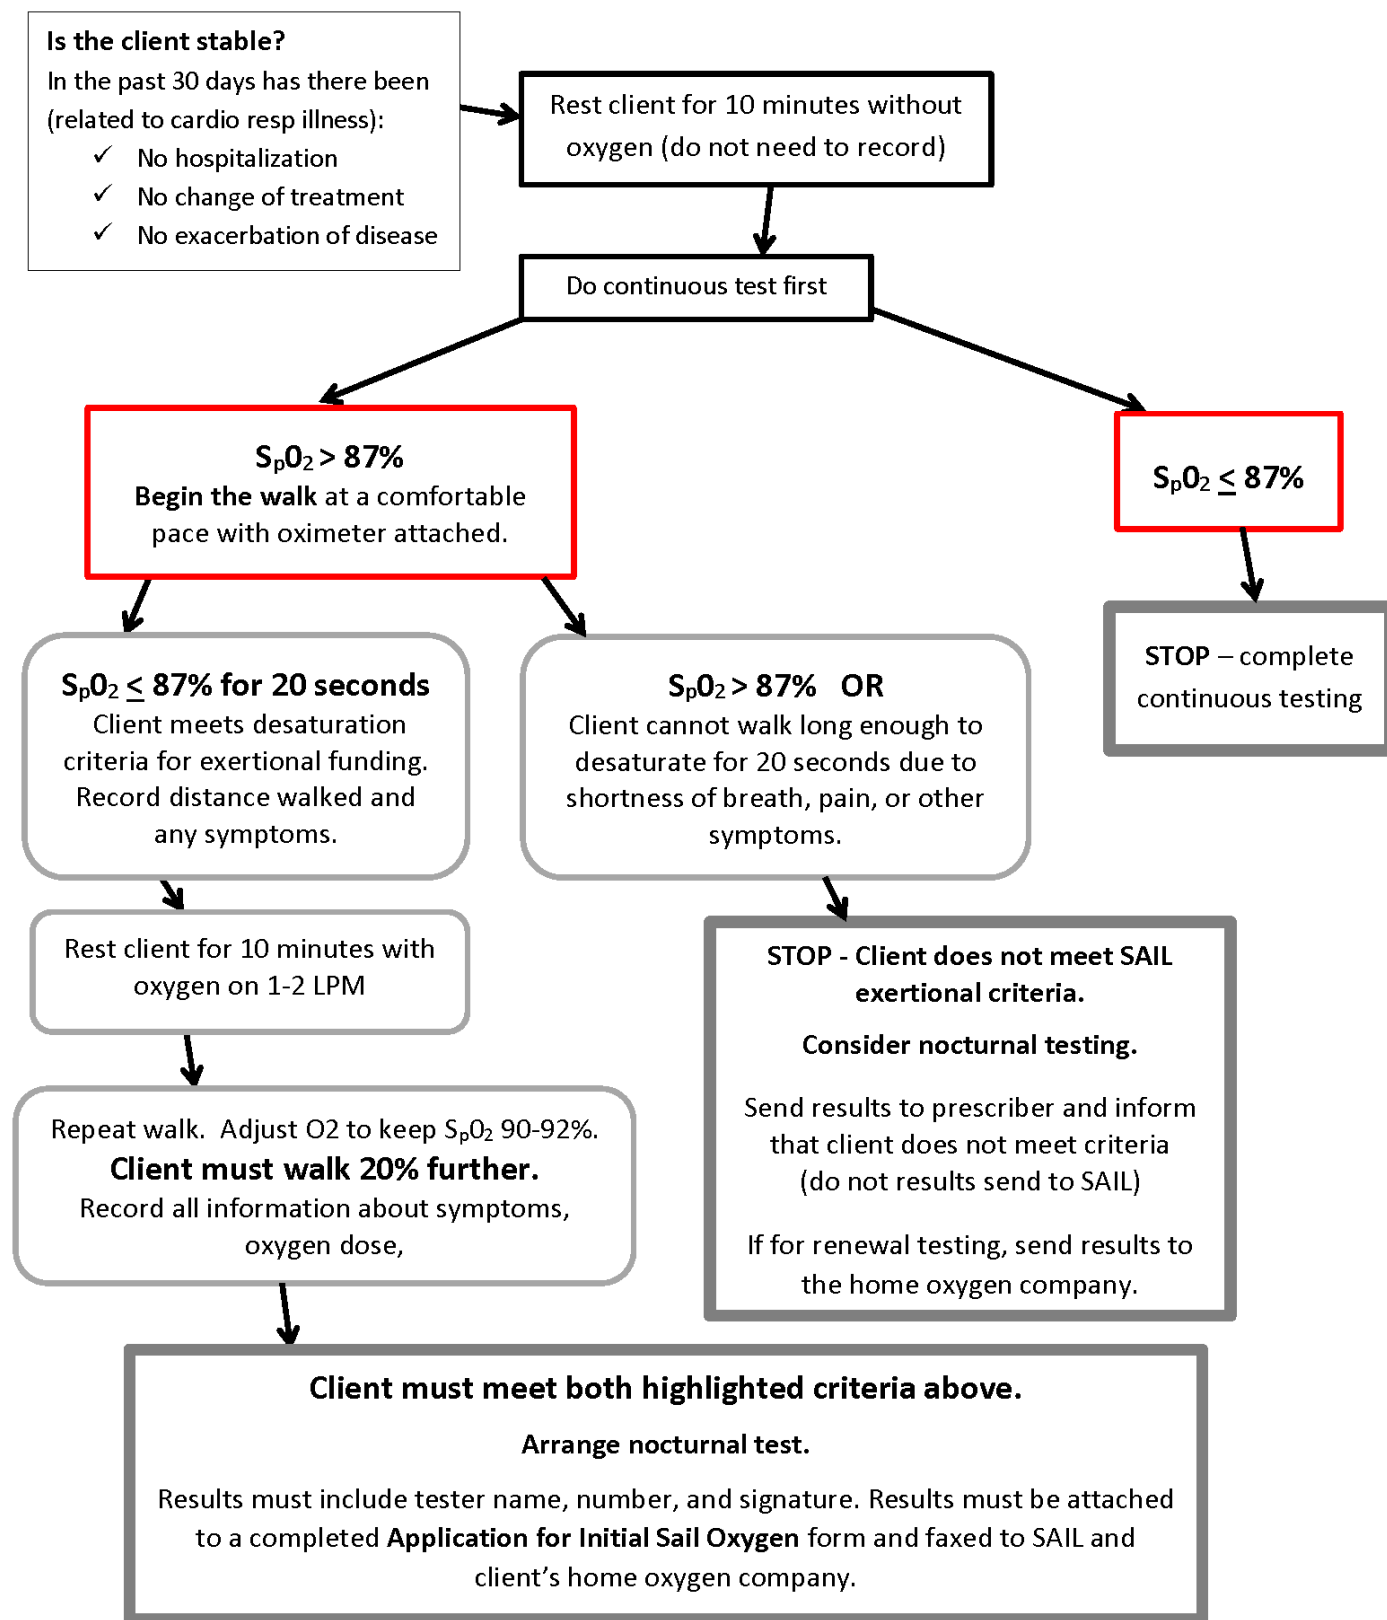 Is the client stable?
In the past 30 days has there been
(related to cardio resp illness):
✓ No hospitalization
✓ No change of treatment
✓ No exacerbation of disease
Rest client for 10 minutes without
oxygen (do not need to record)
Do continuous test first
Sp02 > 87%
Begin the walk at a comfortable
pace with oximeter attached.
Sp02 ≤ 87%
STOP – complete
continuous testing
Sp02 ≤ 87% for 20 seconds
Client meets desaturation
criteria for exertional funding.
Record distance walked and
any symptoms.
Sp02 > 87% OR
Client cannot walk long enough to
desaturate for 20 seconds due to
shortness of breath, pain, or other
symptoms.
Rest client for 10 minutes with
oxygen on 1-2 LPM
Repeat walk. Adjust O2 to keep Sp02 90-92%.
Client must walk 20% further.
Record all information about symptoms,
oxygen dose,
STOP - Client does not meet SAIL
exertional criteria.
Consider nocturnal testing.
Send results to prescriber and inform
that client does not meet criteria
(do not results send to SAIL)
If for renewal testing, send results to
the home oxygen company.
Client must meet both highlighted criteria above.
Arrange nocturnal test.
Results must include tester name, number, and signature. Results must be attached
to a completed Application for Initial Sail Oxygen form and faxed to SAIL and
client's home oxygen company.